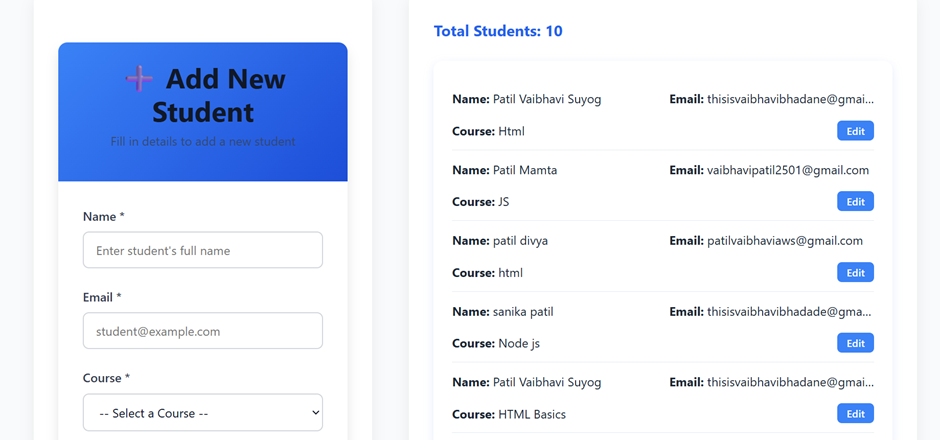 ➕ Add New
Student
Fill in details to add a new student
Name *
Enter student's full name
Email *
student@example.com
Course *
-- Select a Course --
Total Students: 10
Name: Patil Vaibhavi Suyog Email: thisisvaibhavibhadane@gmai...
Course: Html Edit
Name: Patil Mamta Email: vaibhavipatil2501@gmail.com
Course: JS Edit
Name: patil divya Email: patilvaibhaviaws@gmail.com
Course: html Edit
Name: sanika patil Email: thisisvaibhavibhadade@gma...
Course: Node js Edit
Name: Patil Vaibhavi Suyog Email: thisisvaibhavibhadane@gmai...
Course: HTML Basics Edit